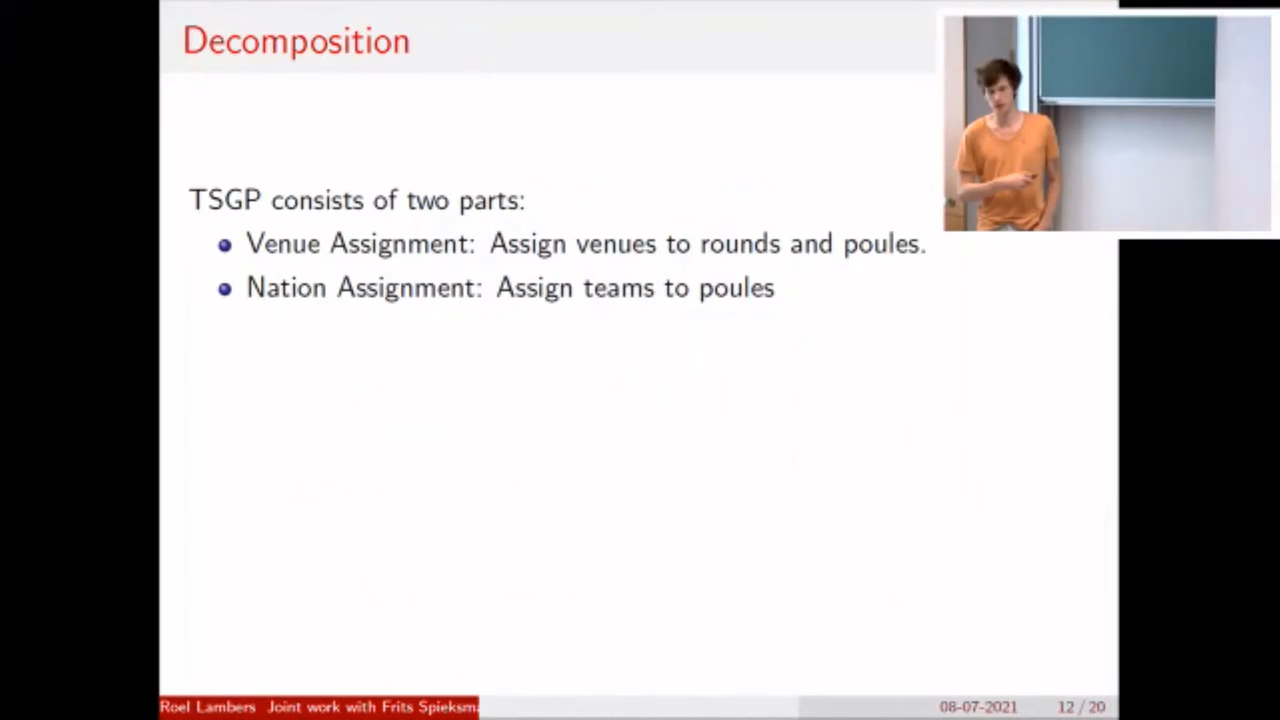 Decomposition
TSGP consists of two parts:
Venue Assignment: Assign venues to rounds and poules.
Nation Assignment: Assign teams to poules
Roel Lambers Joint work with Frits Spieksma
08-07-2021 12 / 20